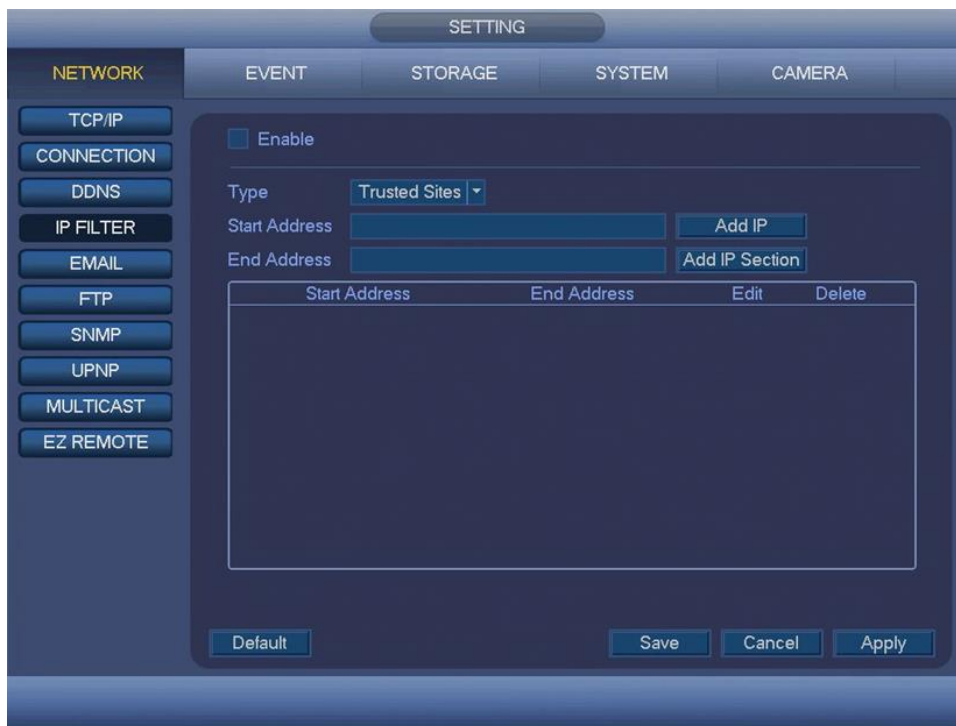 SETTING
NETWORK EVENT STORAGE SYSTEM CAMERA
TCP/IP
CONNECTION
DDNS
IP FILTER
EMAIL
FTP
SNMP
UPNP
MULTICAST
EZ REMOTE
Enable
Type Trusted Sites
Start Address Add IP
End Address Add IP Section
Start Address End Address Edit Delete
Default Save Cancel Apply